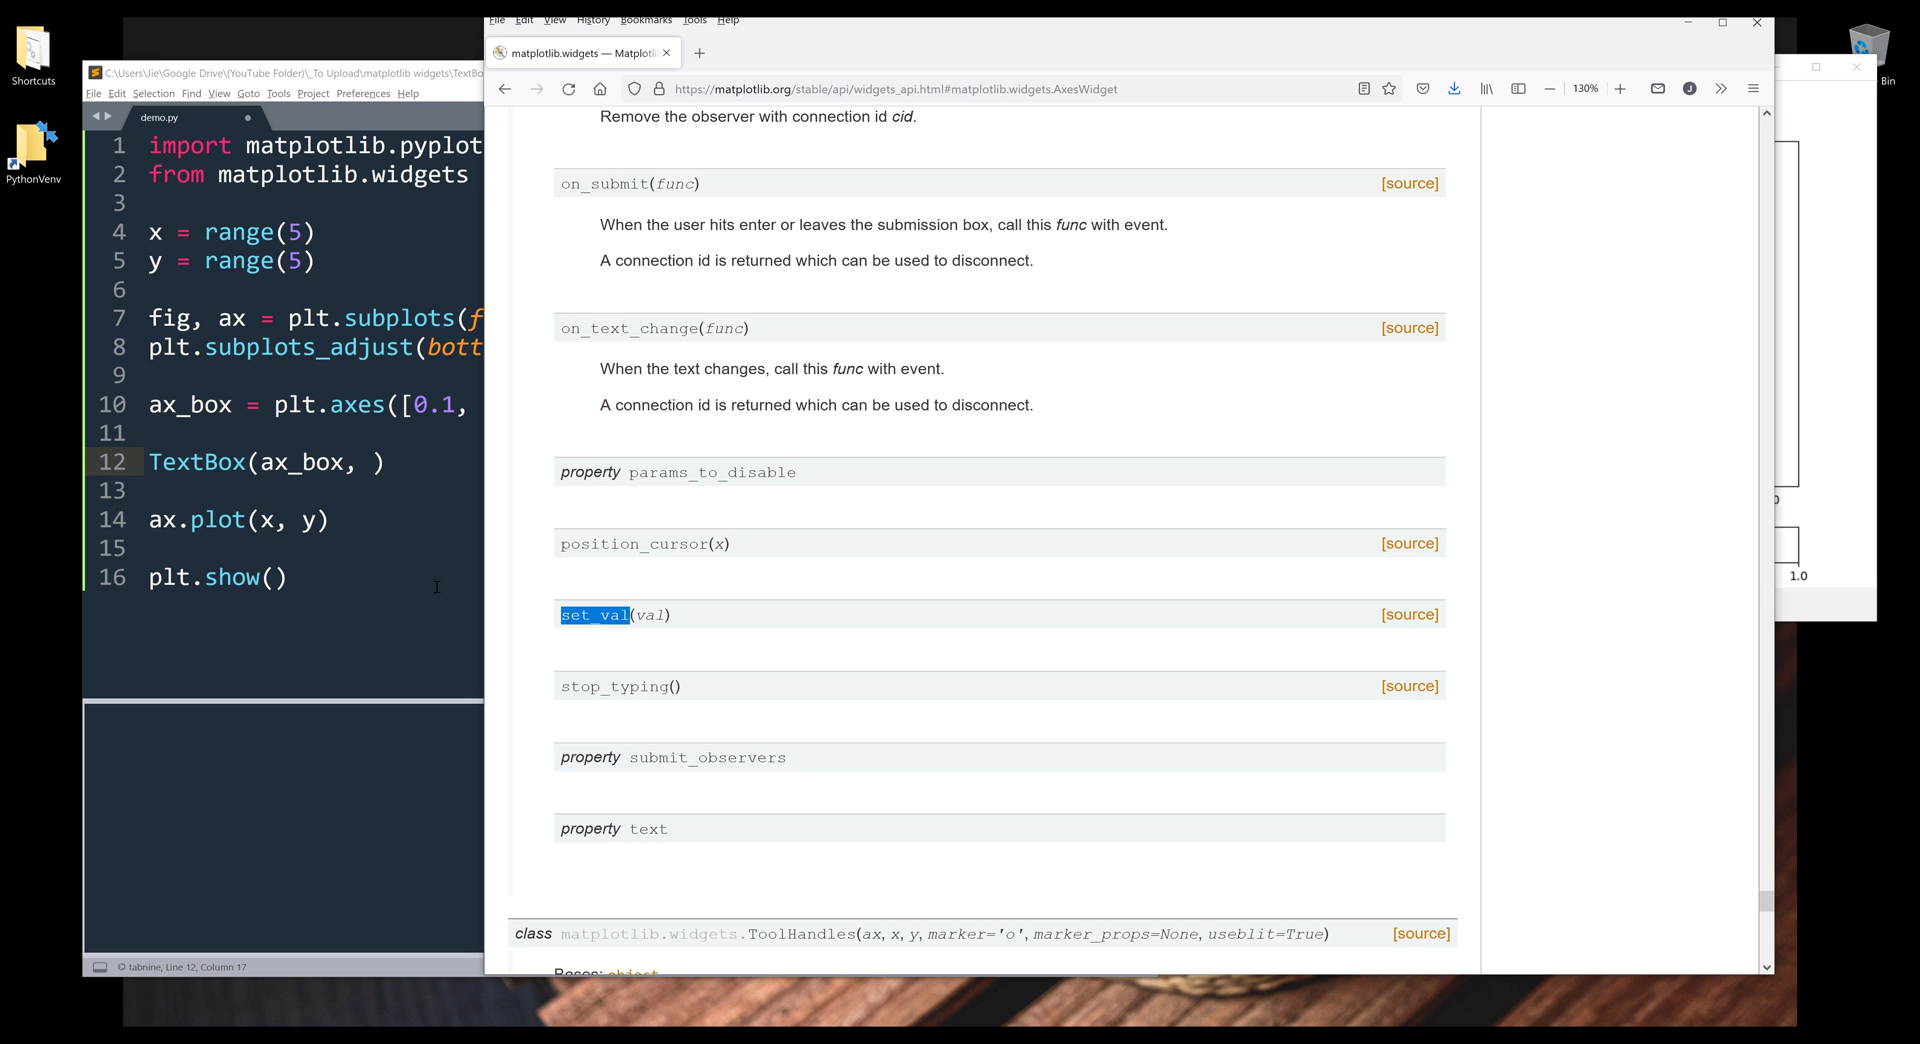 Shortcuts
PythonVenv
C:\Users\Jie\Google Drive\(YouTube Folder)\_To Upload\matplotlib widgets\TextBo
File Edit Selection Find View Goto Tools Project Preferences Help
demo.py
1 import matplotlib.pyplot
2 from matplotlib.widgets
3
4 x = range(5)
5 y = range(5)
6
7 fig, ax = plt.subplots(f
8 plt.subplots_adjust(bott
9
10 ax_box = plt.axes([0.1,
11
12 TextBox(ax_box, )
13
14 ax.plot(x, y)
15
16 plt.show()
tabnine, Line 12, Column 17
File Edit View History Bookmarks Tools Help
matplotlib.widgets — Matplotli
https://matplotlib.org/stable/api/widgets_api.html#matplotlib.widgets.AxesWidget
130%
J
Remove the observer with connection id cid.
on_submit(func) [source]
When the user hits enter or leaves the submission box, call this func with event.
A connection id is returned which can be used to disconnect.
on_text_change(func) [source]
When the text changes, call this func with event.
A connection id is returned which can be used to disconnect.
property params_to_disable
position_cursor(x) [source]
set_val(val) [source]
stop_typing() [source]
property submit_observers
property text
class matplotlib.widgets.ToolHandles(ax, x, y, marker='o', marker_props=None, useblit=True) [source]
Bases: object
Bin
1.0